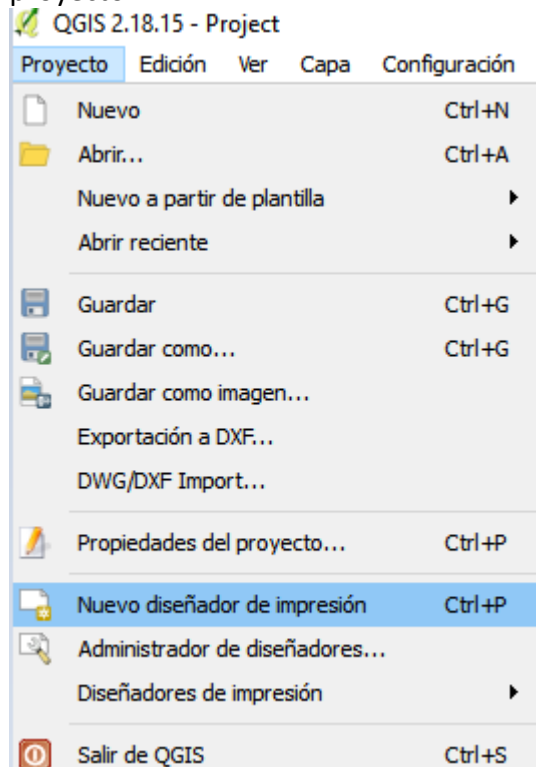 QGIS 2.18.15 - Project
Proyecto Edición Ver Capa Configuración
Nuevo Ctrl+N
Abrir... Ctrl+A
Nuevo a partir de plantilla
Abrir reciente
Guardar Ctrl+G
Guardar como... Ctrl+G
Guardar como imagen...
Exportación a DXF...
DWG/DXF Import...
Propiedades del proyecto... Ctrl+P
Nuevo diseñador de impresión Ctrl+P
Administrador de diseñadores...
Diseñadores de impresión
Salir de QGIS Ctrl+S